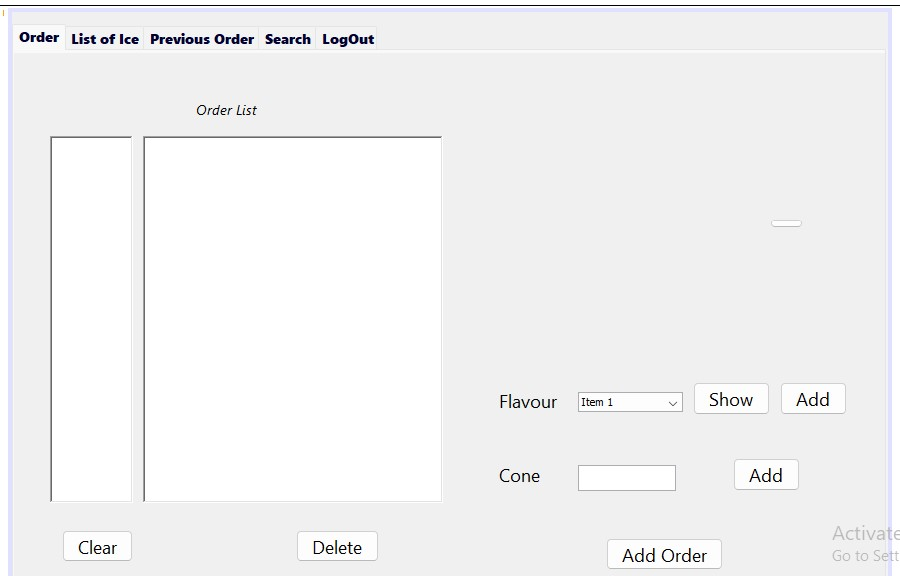 Order List of Ice Previous Order Search LogOut
Order List
Flavour Item 1 Show Add
Cone Add
Clear Delete Add Order
Activate
Go to Sett